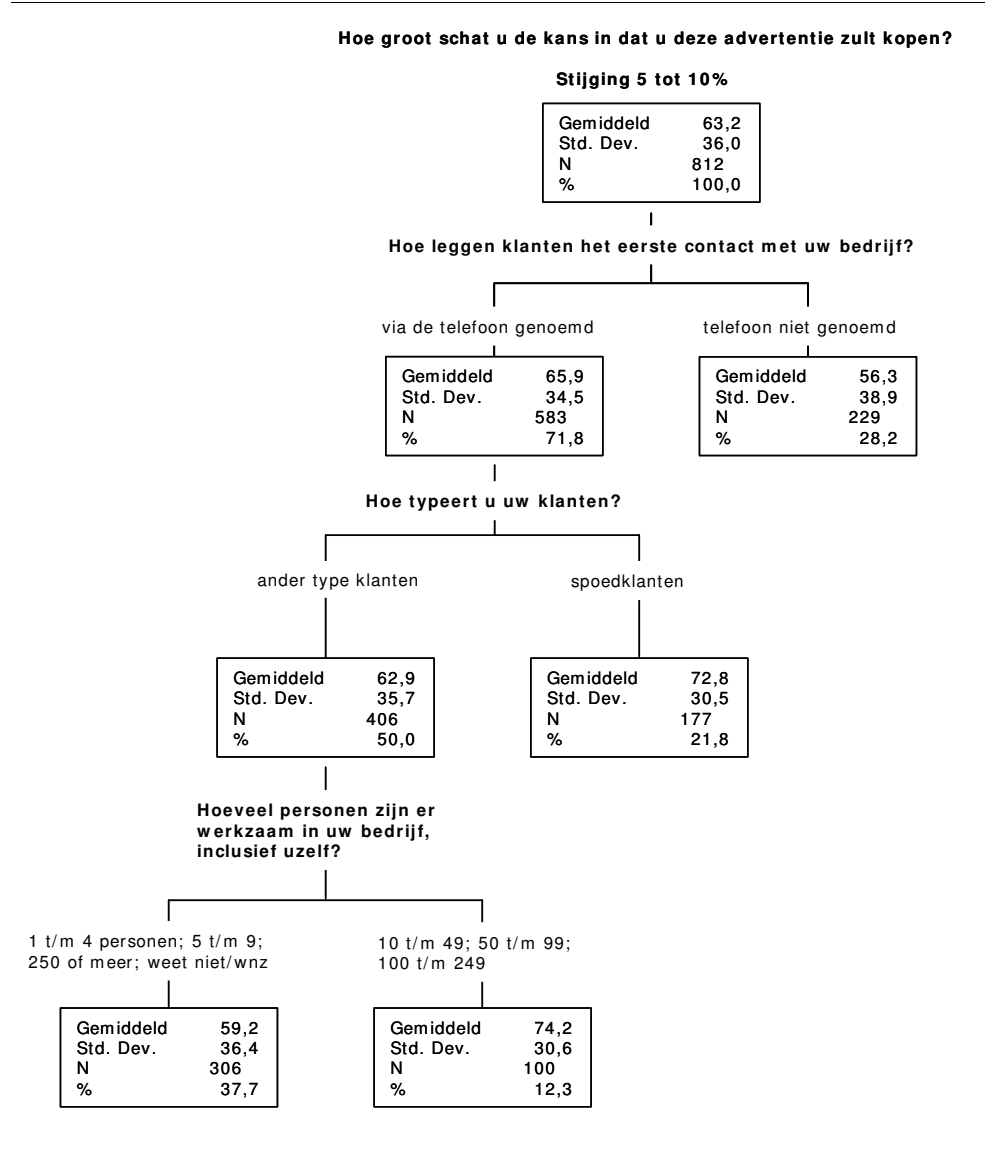 Hoe groot schat u de kans in dat u deze advertentie zult kopen?
Stijging 5 tot 10%
Gemiddeld 63,2
Std. Dev. 36,0
N 812
% 100,0
Hoe leggen klanten het eerste contact met uw bedrijf?
via de telefoon genoemd
Gemiddeld 65,9
Std. Dev. 34,5
N 583
% 71,8
telefoon niet genoemd
Gemiddeld 56,3
Std. Dev. 38,9
N 229
% 28,2
Hoe typeert u uw klanten?
ander type klanten
Gemiddeld 62,9
Std. Dev. 35,7
N 406
% 50,0
spoedklanten
Gemiddeld 72,8
Std. Dev. 30,5
N 177
% 21,8
Hoeveel personen zijn er
werkzaam in uw bedrijf,
inclusief uzelf?
1 t/m 4 personen; 5 t/m 9;
250 of meer; weet niet/wnz
Gemiddeld 59,2
Std. Dev. 36,4
N 306
% 37,7
10 t/m 49; 50 t/m 99;
100 t/m 249
Gemiddeld 74,2
Std. Dev. 30,6
N 100
% 12,3